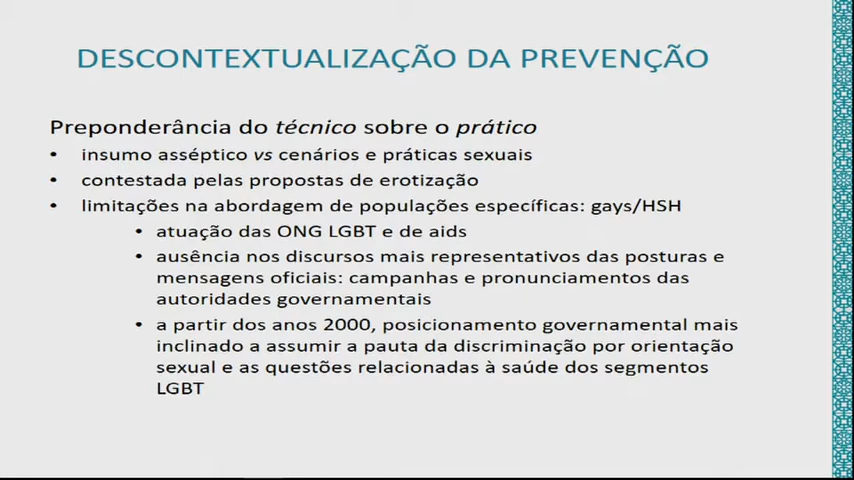 DESCONTEXTUALIZAÇÃO DA PREVENÇÃO
Preponderância do técnico sobre o prático
• insumo asséptico vs cenários e práticas sexuais
• contestada pelas propostas de erotização
• limitações na abordagem de populações específicas: gays/HSH
• atuação das ONG LGBT e de aids
• ausência nos discursos mais representativos das posturas e
mensagens oficiais: campanhas e pronunciamentos das
autoridades governamentais
• a partir dos anos 2000, posicionamento governamental mais
inclinado a assumir a pauta da discriminação por orientação
sexual e as questões relacionadas à saúde dos segmentos
LGBT